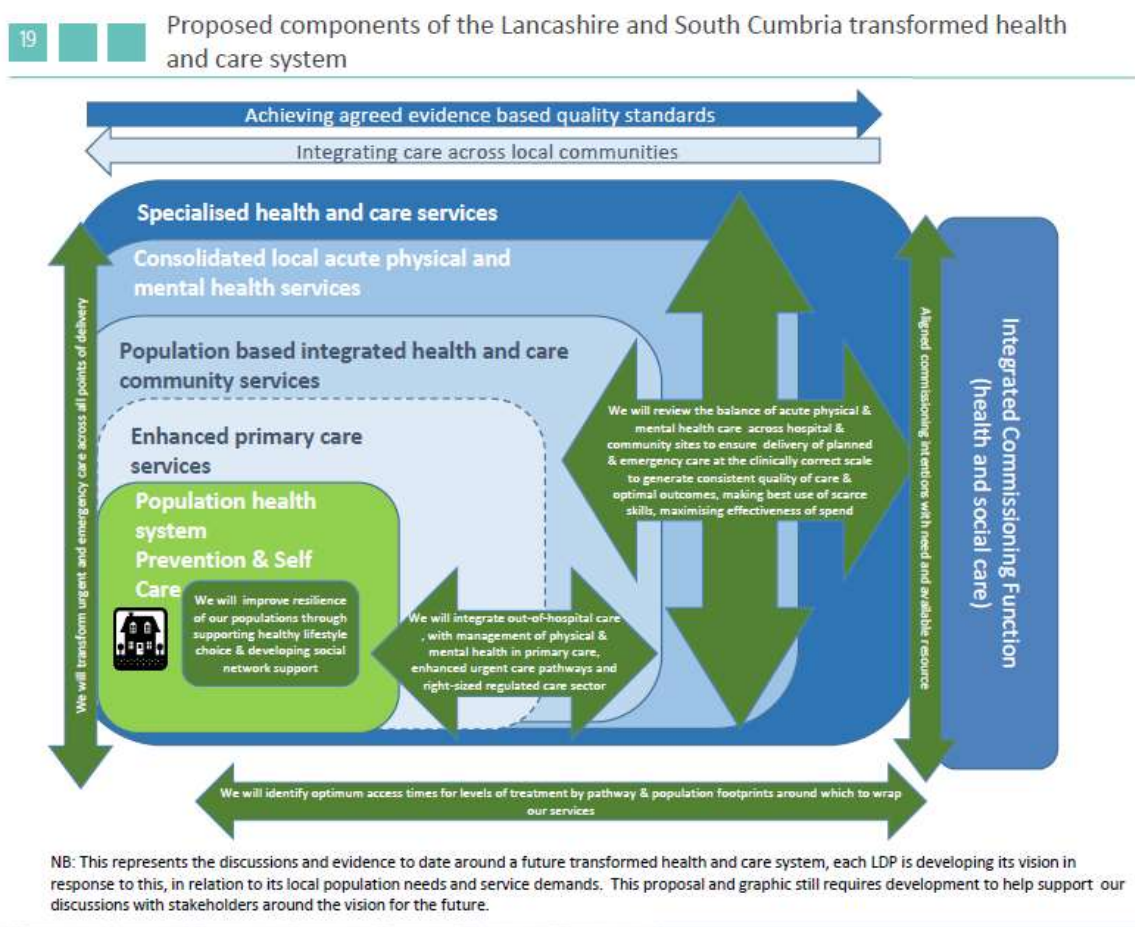 19
Proposed components of the Lancashire and South Cumbria transformed health
and care system
Achieving agreed evidence based quality standards
Integrating care across local communities
Specialised health and care services
Consolidated local acute physical and
mental health services
Population based integrated health and care
community services
Enhanced primary care
services
Population health
system
Prevention & Self
Care
We will improve resilience
of our populations through
supporting healthy lifestyle
choice & developing social
network support
We will integrate out-of-hospital care
, with management of physical &
mental health in primary care,
enhanced urgent care pathways and
right-sized regulated care sector
We will review the balance of acute physical &
mental health care across hospital &
community sites to ensure delivery of planned
& emergency care at the clinically correct scale
to generate consistent quality of care &
optimal outcomes, making best use of scarce
skills, maximising effectiveness of spend
We will transform urgent and emergency care across all points of delivery
Aligned commissioning intentions with need and available resource
Integrated Commissioning Function
(health and social care)
We will identify optimum access times for levels of treatment by pathway & population footprints around which to wrap
our services
NB: This represents the discussions and evidence to date around a future transformed health and care system, each LDP is developing its vision in
response to this, in relation to its local population needs and service demands. This proposal and graphic still requires development to help support our
discussions with stakeholders around the vision for the future.